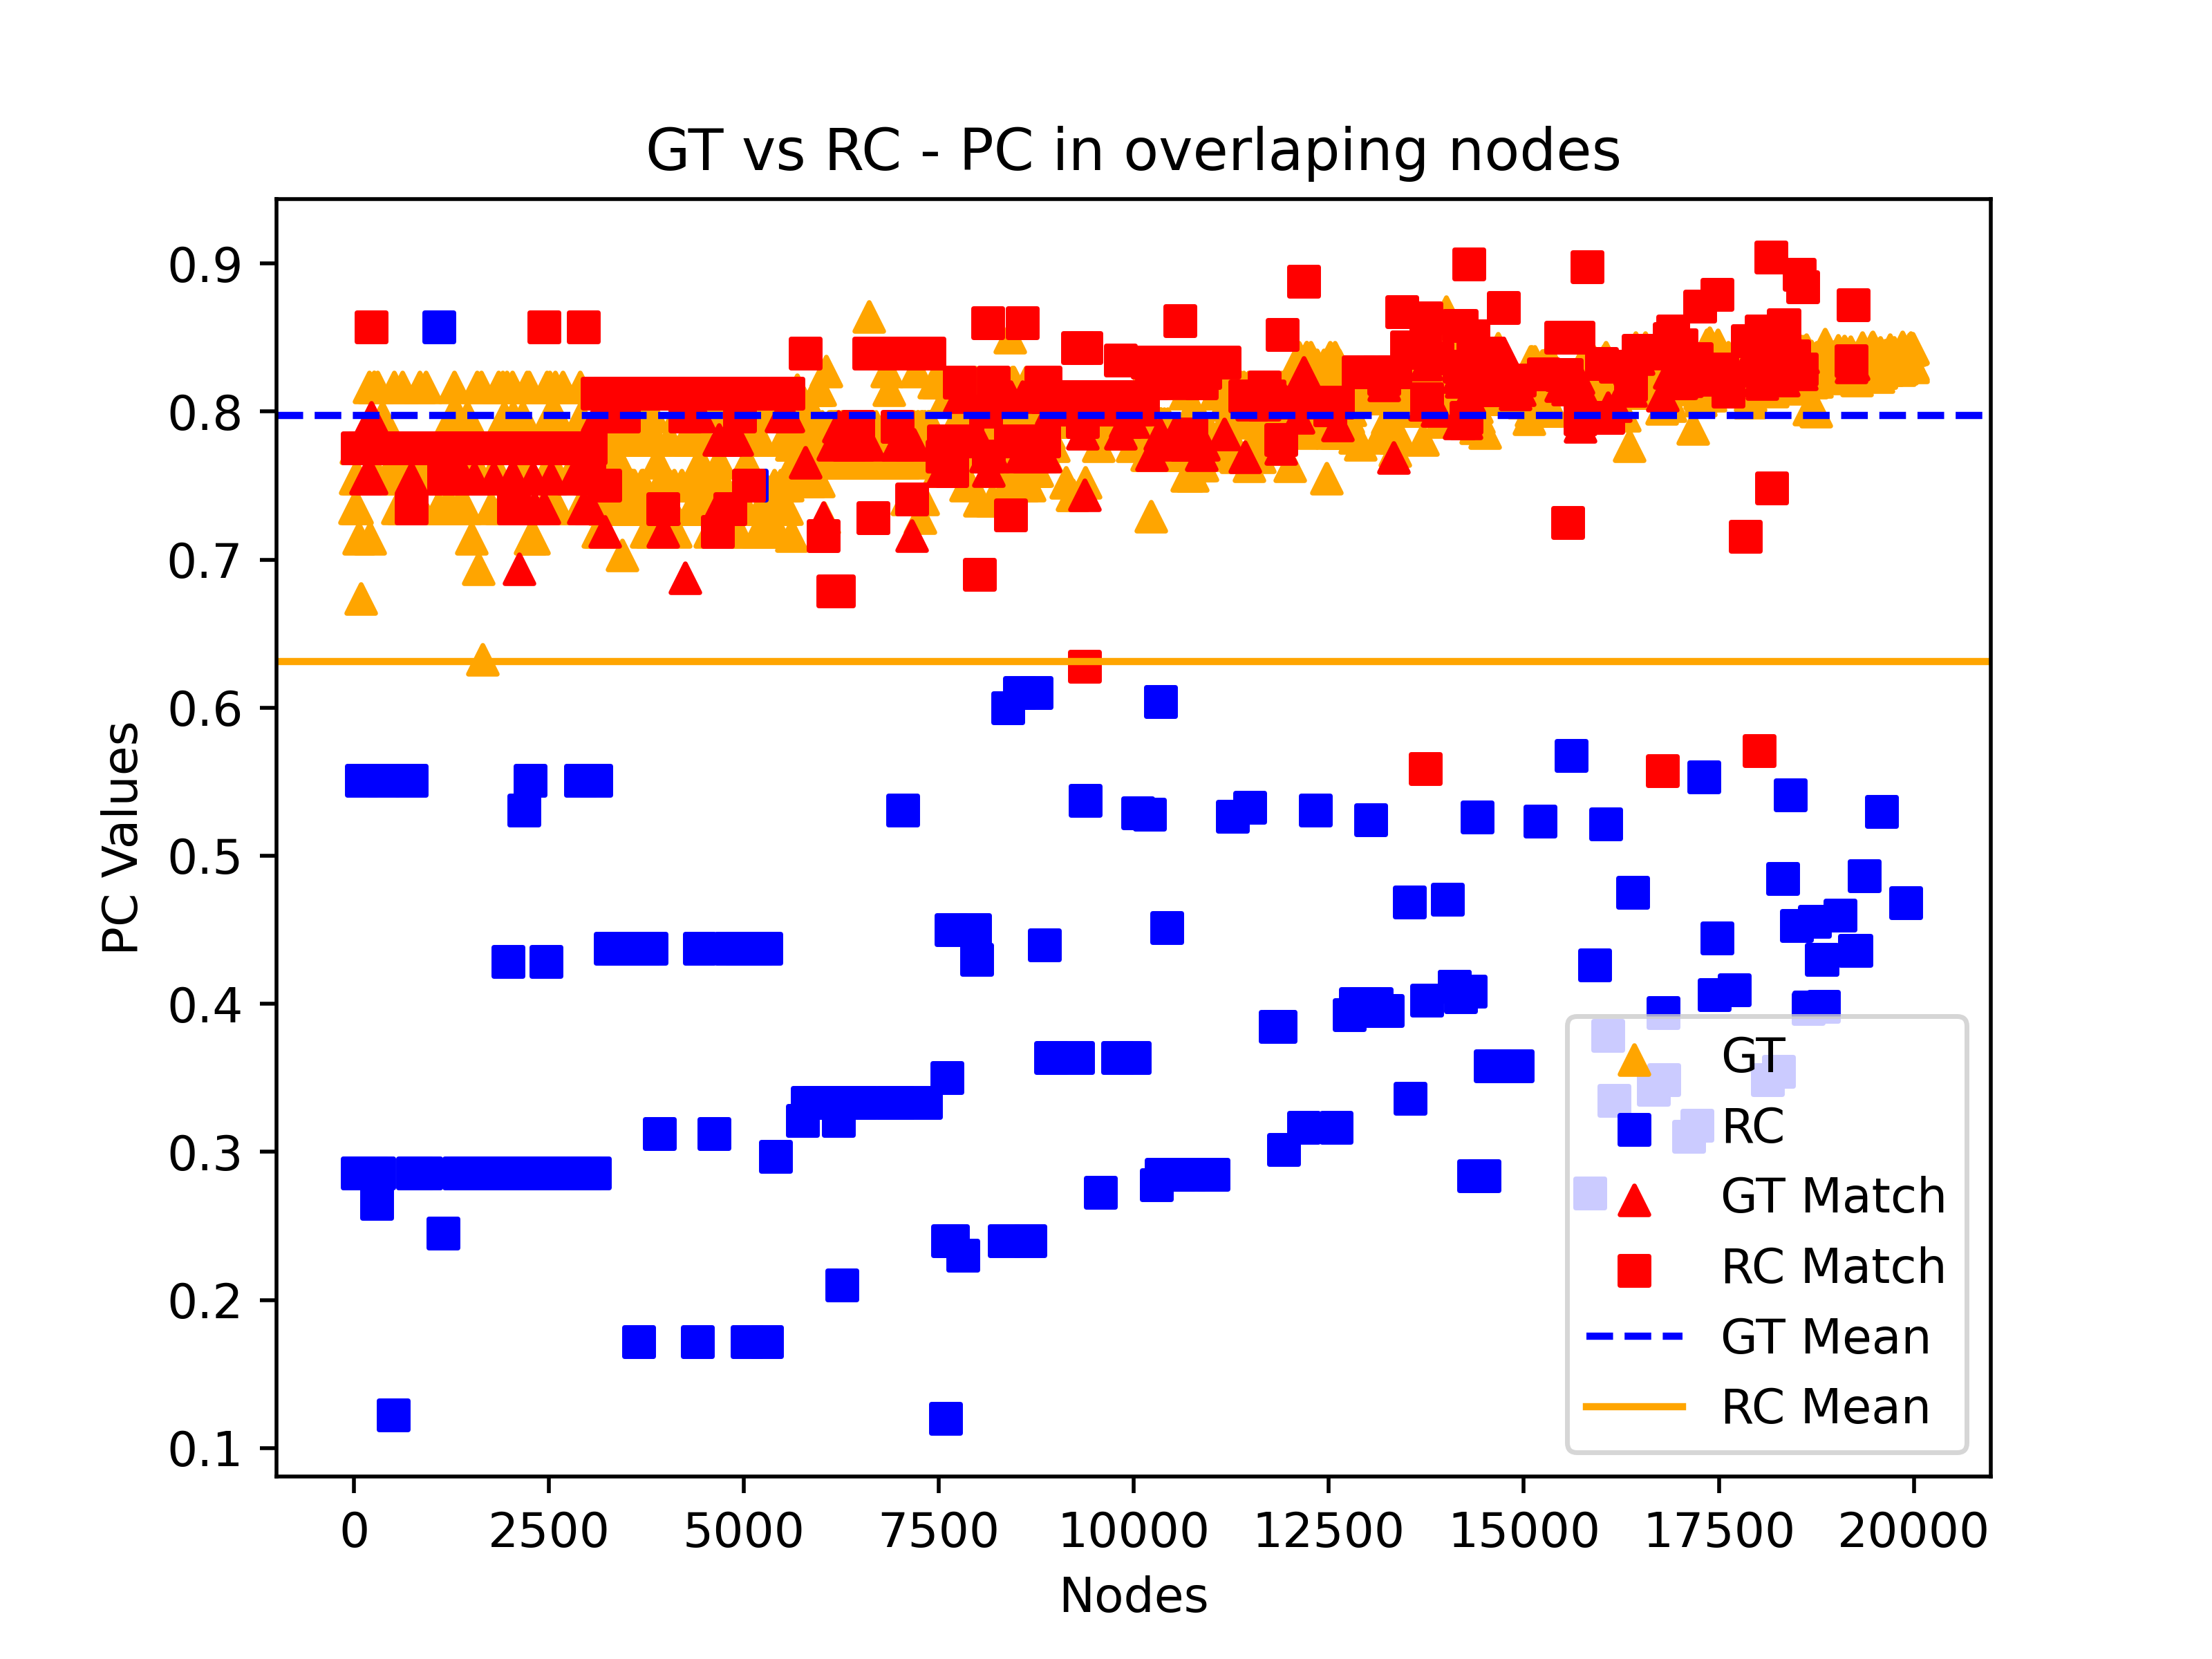 GT vs RC - PC in overlaping nodes
PC Values
0.9
0.8
0.7
0.6
0.5
0.4
0.3
0.2
0.1
GT
RC
GT Match
RC Match
GT Mean
RC Mean
0 2500 5000 7500 10000 12500 15000 17500 20000
Nodes